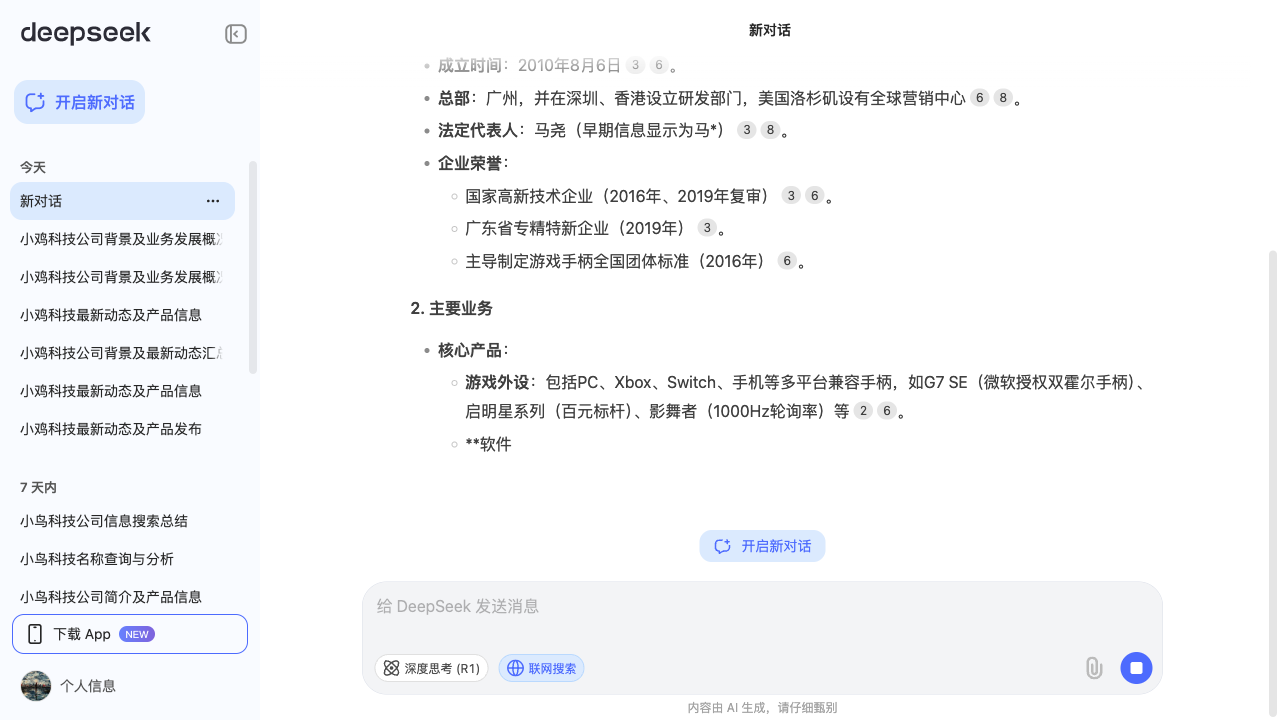 deepseek
开启新对话
今天
新对话
小鸡科技公司背景及业务发展概
小鸡科技公司背景及业务发展概
小鸡科技最新动态及产品信息
小鸡科技公司背景及最新动态汇
小鸡科技最新动态及产品信息
小鸡科技最新动态及产品发布
7 天内
小鸟科技公司信息搜索总结
小鸟科技名称查询与分析
小鸟科技公司简介及产品信息
下载 App NEW
个人信息
新对话
成立时间：2010年8月6日 3 6 。
总部：广州，并在深圳、香港设立研发部门，美国洛杉矶设有全球营销中心 6 8 。
法定代表人：马尧（早期信息显示为马*） 3 8 。
企业荣誉：
国家高新技术企业（2016年、2019年复审） 3 6 。
广东省专精特新企业（2019年） 3 。
主导制定游戏手柄全国团体标准（2016年） 6 。
2. 主要业务
核心产品：
游戏外设：包括PC、Xbox、Switch、手机等多平台兼容手柄，如G7 SE（微软授权双霍尔手柄）、
启明星系列（百元标杆）、影舞者（1000Hz轮询率）等 2 6 。
**软件
开启新对话
给 DeepSeek 发送消息
深度思考 (R1) 联网搜索
内容由 AI 生成，请仔细甄别